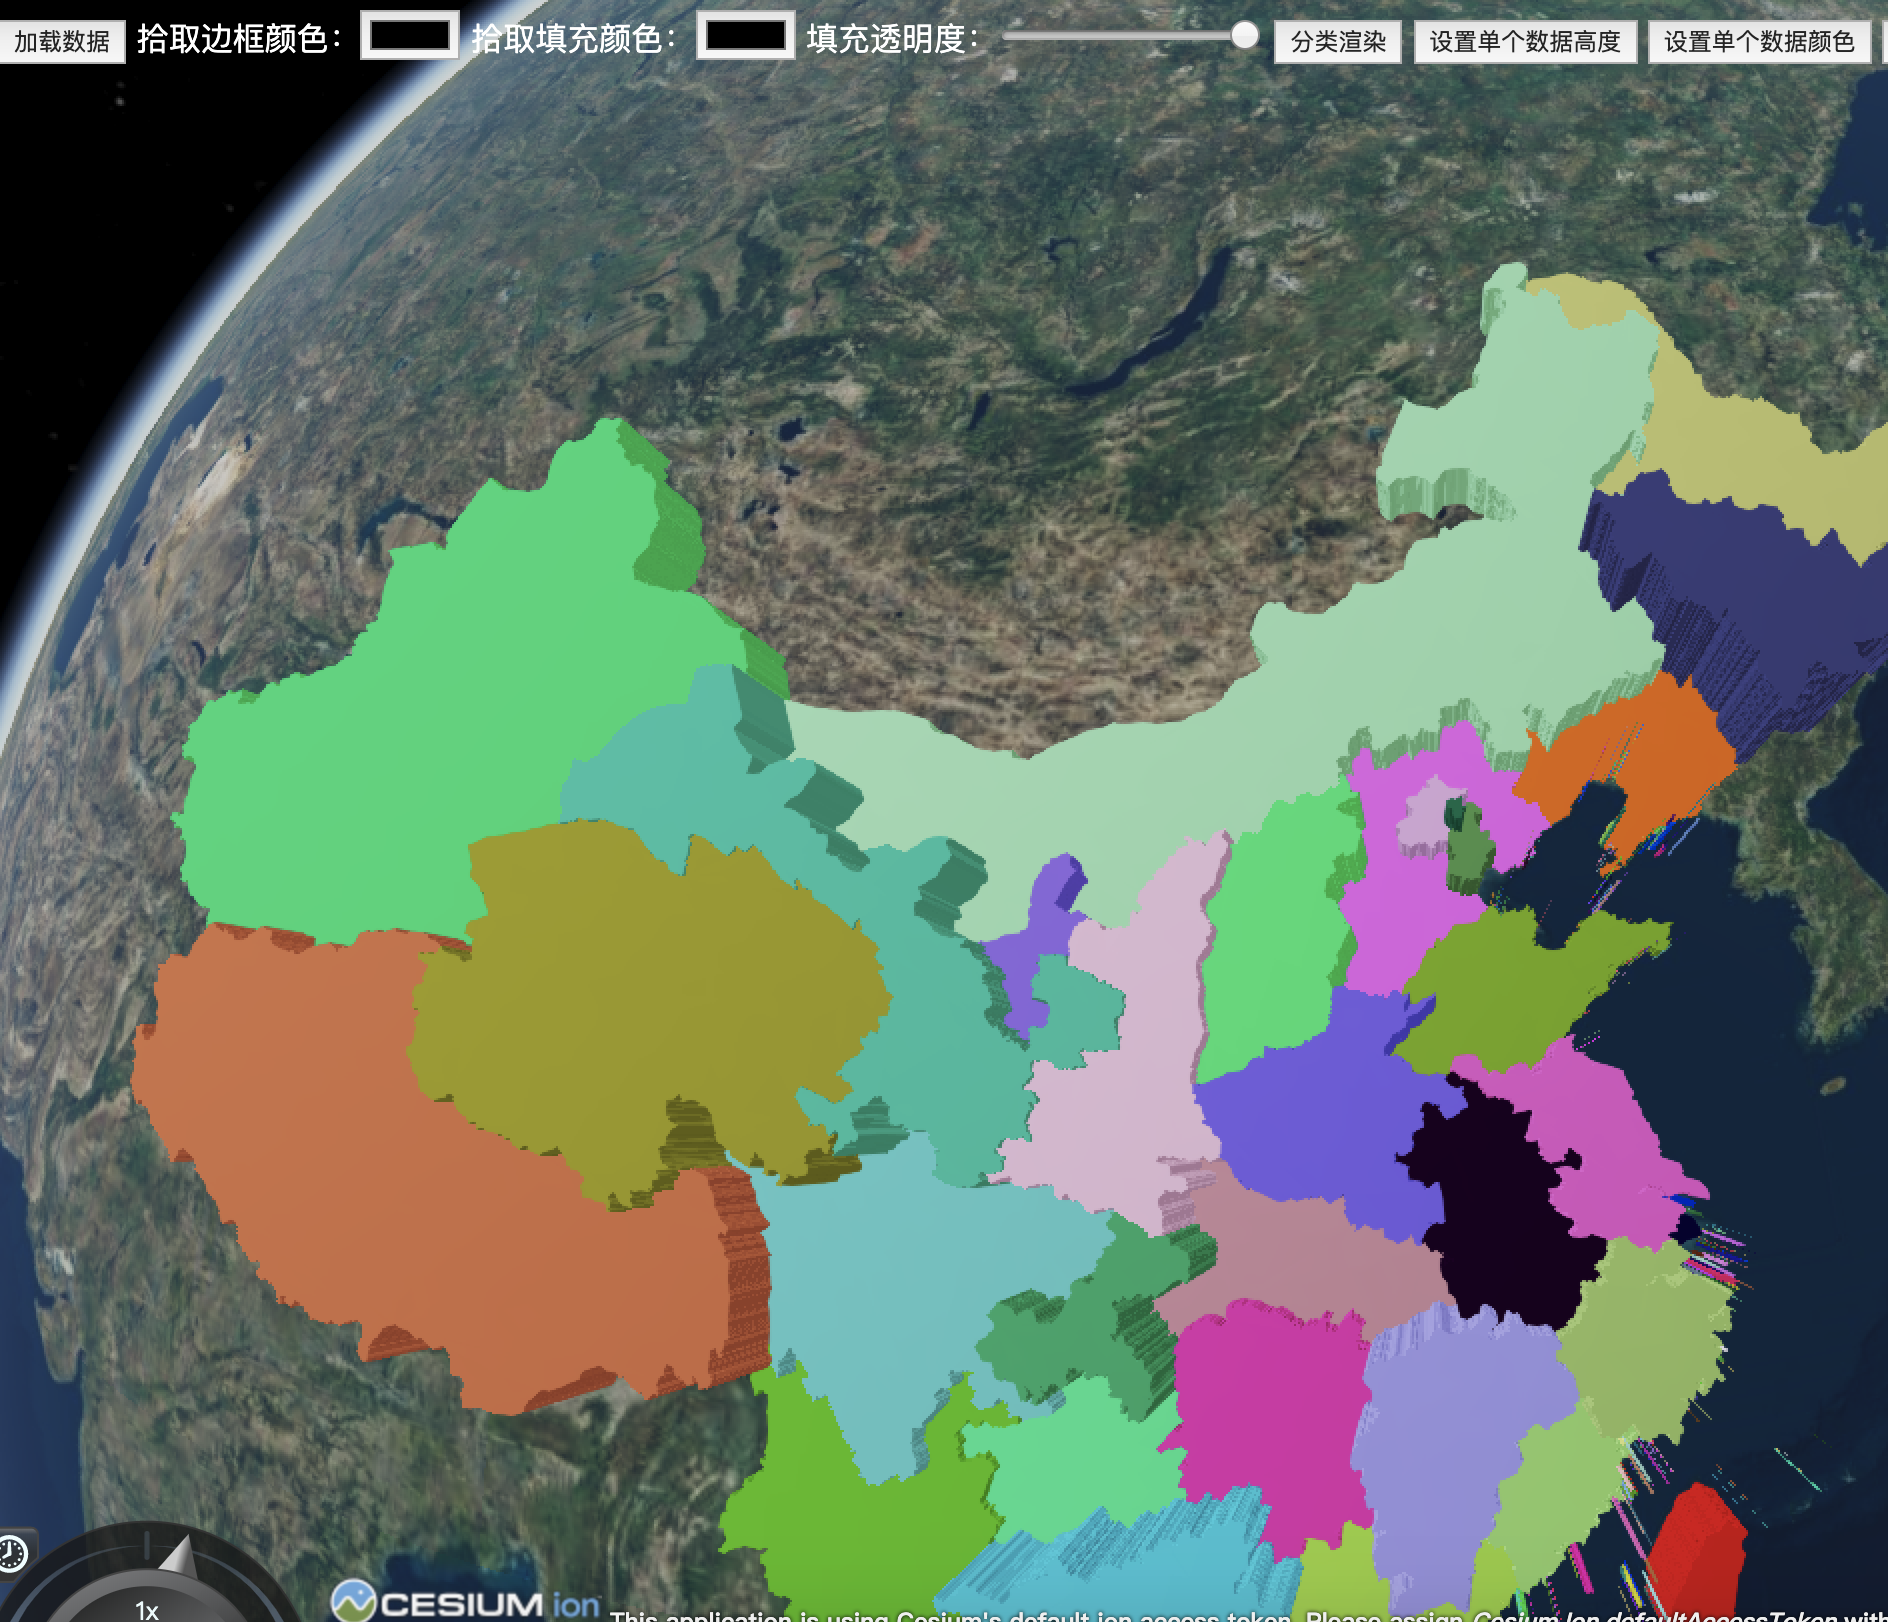 加载数据 拾取边框颜色： 拾取填充颜色： 填充透明度： 分类渲染 设置单个数据高度 设置单个数据颜色
1x
CESIUM ion
This application is using Cesium's default ion access token. Please assign Cesium.Ion.defaultAccessToken with